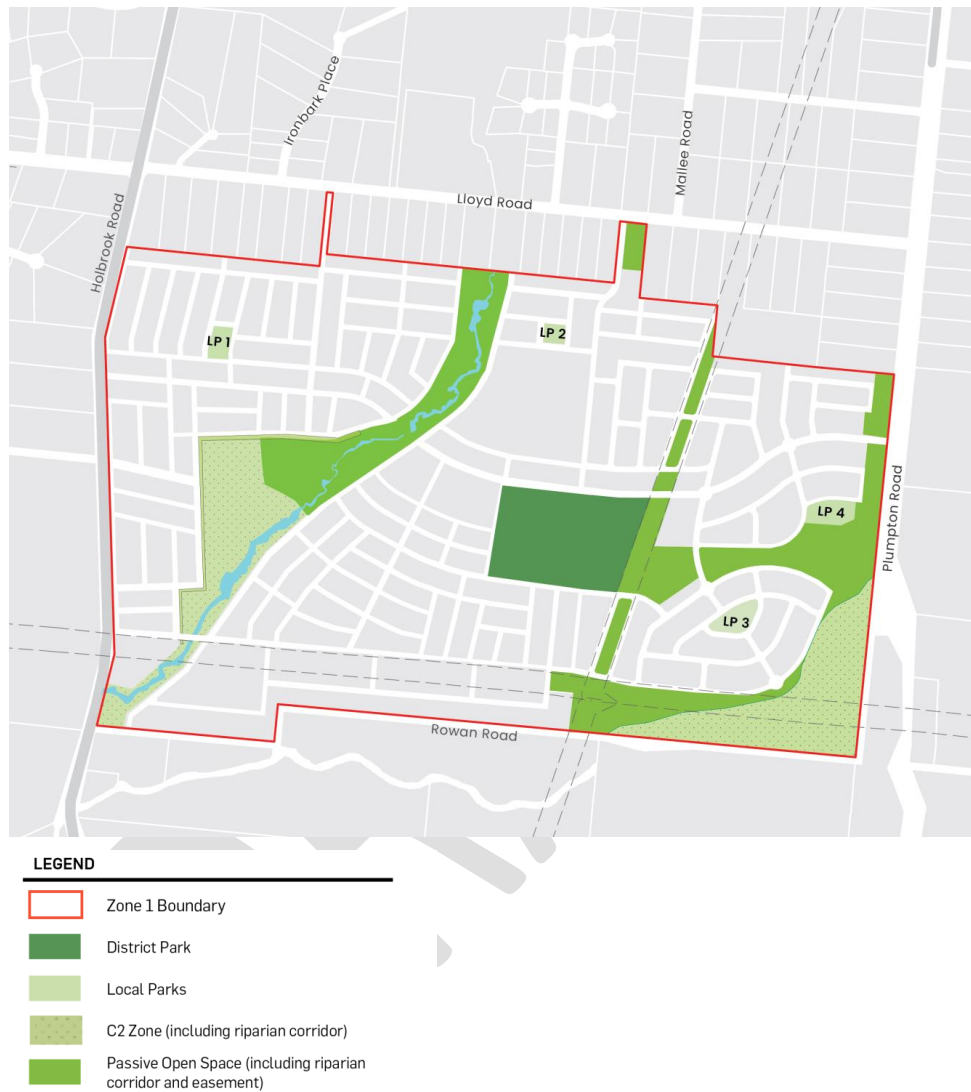 Ironbark Place
Mallee Road
Lloyd Road
Holbrook Road
LP 1
LP 2
Plumpton Road
LP 4
LP 3
Rowan Road
LEGEND
Zone 1 Boundary
District Park
Local Parks
C2 Zone (including riparian corridor)
Passive Open Space (including riparian
corridor and easement)